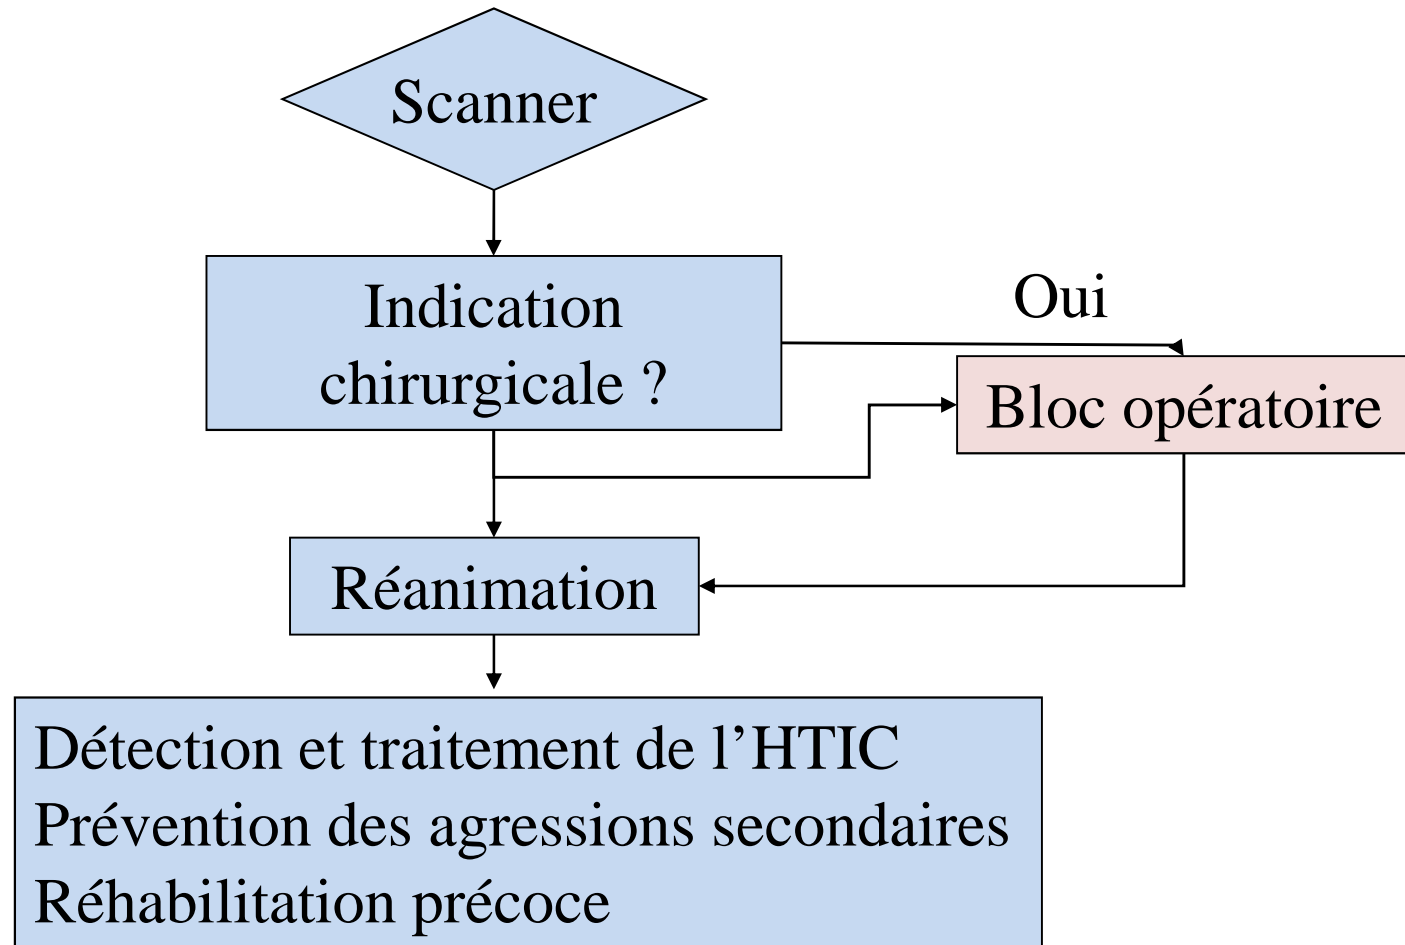 Scanner
Indication
chirurgicale ?
Oui
Bloc opératoire
Réanimation
Détection et traitement de l’HTIC
Prévention des agressions secondaires
Réhabilitation précoce